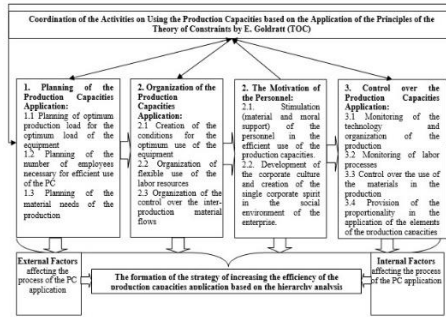 Coordination of the Activities on Using the Production Capacities based on the Application of the Principles of the
Theory of Constraints by E. Goldratt (TOC)
1. Planning of the
Production Capacities
Application:
1.1 Planning of optimum
production load for the
optimum load of the
equipment
1.2 Planning of the
number of employees
necessary for efficient use
of the PC
1.3 Planning of the
material needs of the
production
2. Organization of the
Production
Capacities
Application:
2.1 Creation of the
conditions for the
optimum use of the
equipment
2.2 Organization of
flexible use of the
labor resources
2.3 Organization of the
control over the inter-
production material
flows
2. The Motivation of
the Personnel:
2.1. Stimulation
(material and moral
support) of the
personnel in the
efficient use of the
production capacities.
2.2. Development of
the corporate culture
and creation of the
single corporate spirit
in the social
environment of the
enterprise.
3. Control over the
Production Capacities
Application:
3.1 Monitoring of the
technology and
organization of the
production
3.2 Monitoring of labor
processes
3.3 Control over the use of
the materials in the
production
3.4 Provision of the
proportionality in the
application of the elements
of the production capacities
External Factors
affecting the
process of the PC
application
The formation of the strategy of increasing the efficiency of the
production capacities application based on the hierarchy analysis
Internal Factors
affecting the process
of the PC application